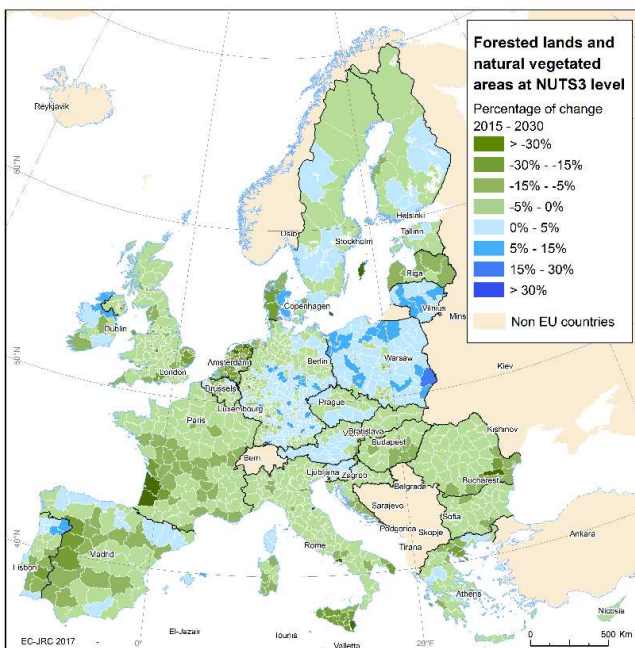 Forested lands and
natural vegetated
areas at NUTS3 level
Percentage of change
2015 - 2030
> -30%
-30% - -15%
-15% - -5%
-5% - 0%
0% - 5%
5% - 15%
15% - 30%
> 30%
Non EU countries
Reykjavik
60°N
Oslo
Helsinki
Stockholm
Tallinn
Riga
Copenhagen
Vilnius
Mins
Dublin
50°N
London
Amsterdam
Berlin
Warsaw
Brussels
Kiev
Luxembourg
Prague
Paris
Bratislava
Kishinov
Budapest
Bern
Ljubljana
Zagreb
Belgrade
Bucharest
Sarajevo
Sofia
Podgorica
Skopje
40°N
Madrid
Rome
Tirana
Ankara
Lisbon
Athens
Nicosia
El-Jazair
Tounis
Valletta
EC-JRC 2017
0°
20°E
0
500 Km